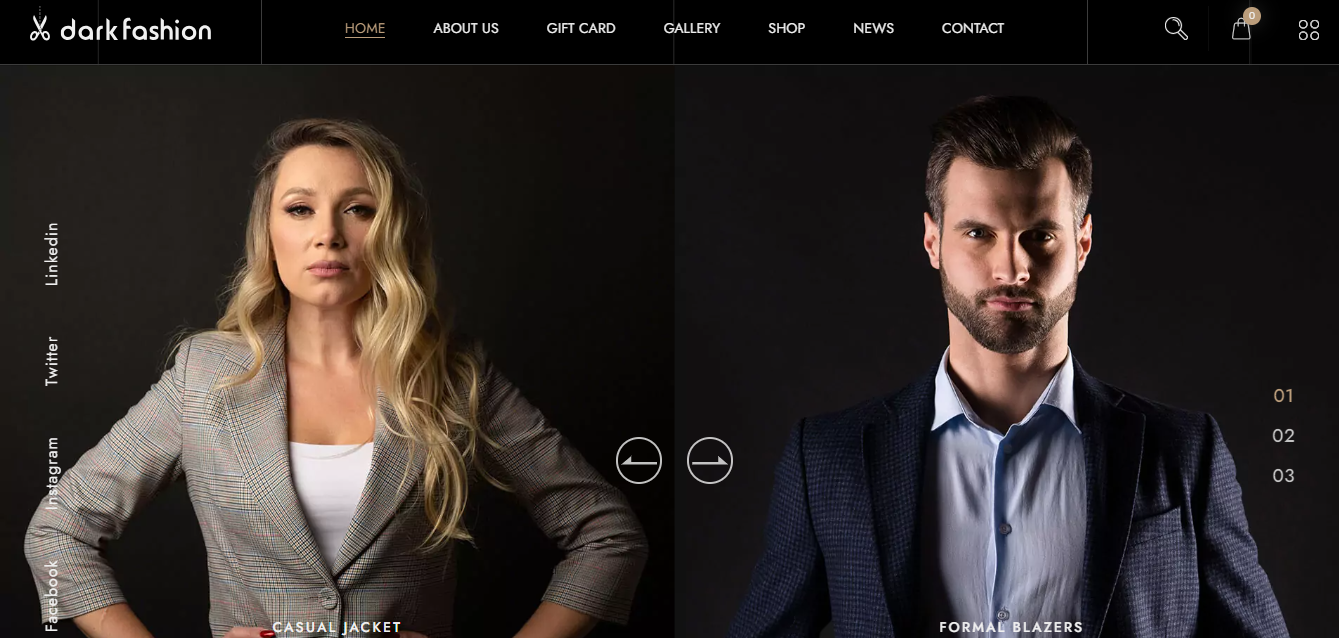 darkfashion
HOME ABOUT US GIFT CARD GALLERY SHOP NEWS CONTACT
0
Linkedin
Twitter
Instagram
Facebook
01
02
03
CASUAL JACKET
FORMAL BLAZERS